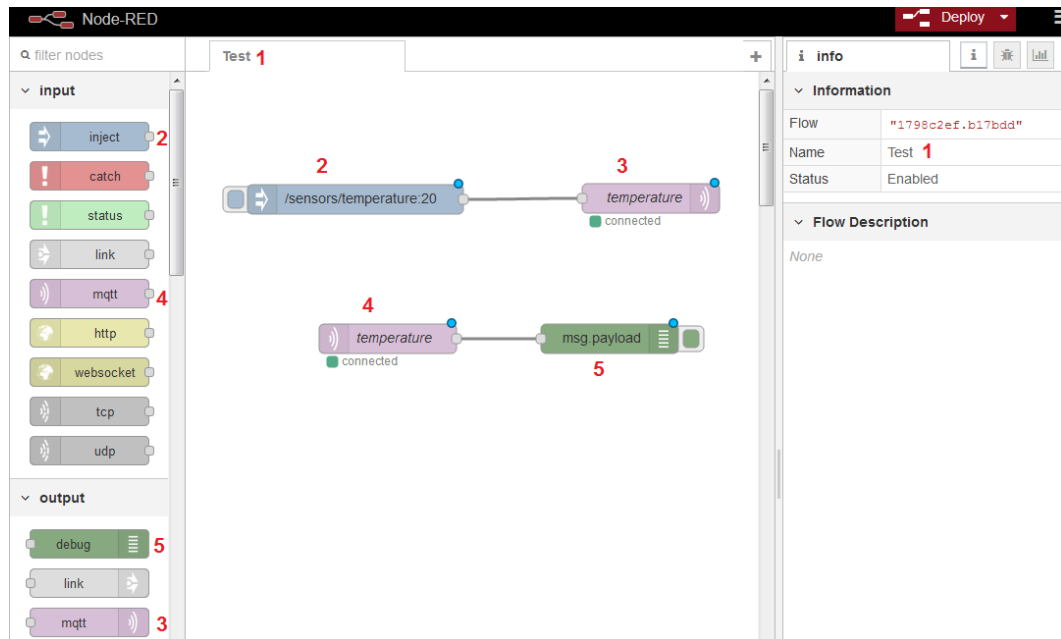 Node-RED
Deploy
filter nodes
Test 1
+
i info
i
input
Information
inject 2
catch
status
link
mqtt 4
http
websocket
tcp
udp
output
debug 5
link
mqtt 3
2
/sensors/temperature:20
3
temperature
connected
4
temperature
connected
msg.payload
5
Flow "1798c2ef.b17bdd"
Name Test 1
Status Enabled
Flow Description
None